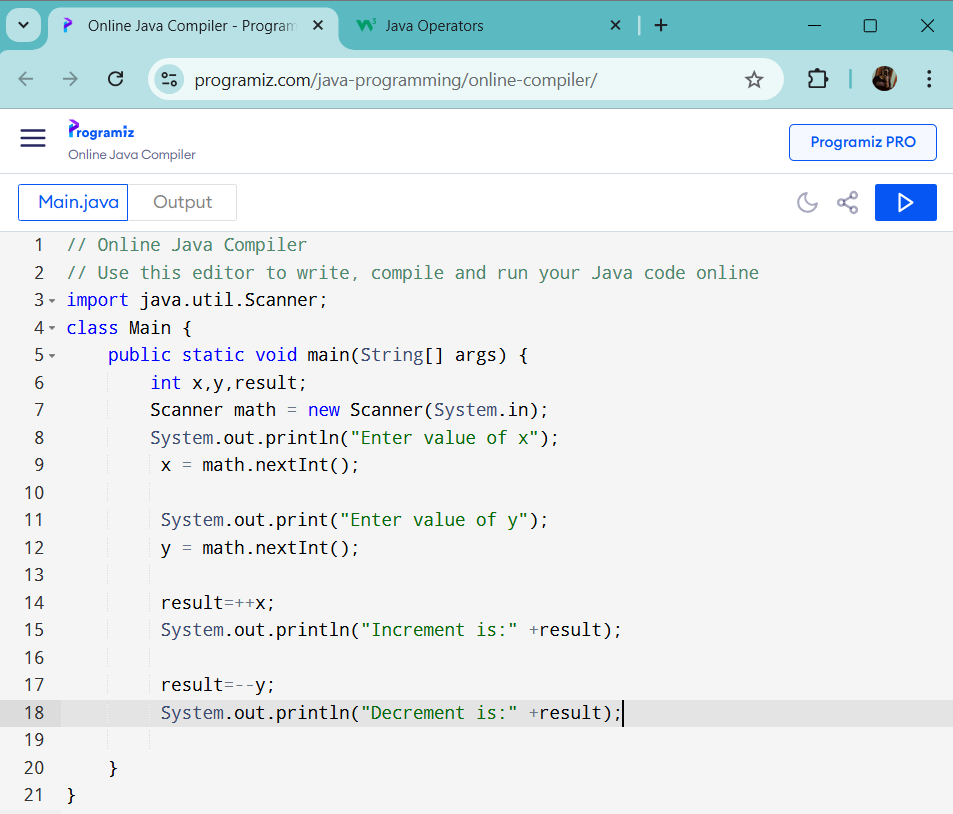 Online Java Compiler - Program
Java Operators
programiz.com/java-programming/online-compiler/
Programiz
Online Java Compiler
Programiz PRO
Main.java
Output
1 // Online Java Compiler
2 // Use this editor to write, compile and run your Java code online
3 import java.util.Scanner;
4 class Main {
5     public static void main(String[] args) {
6         int x,y,result;
7         Scanner math = new Scanner(System.in);
8         System.out.println("Enter value of x");
9          x = math.nextInt();
10
11          System.out.print("Enter value of y");
12          y = math.nextInt();
13
14          result=++x;
15          System.out.println("Increment is:" +result);
16
17          result=--y;
18          System.out.println("Decrement is:" +result);
19
20     }
21 }